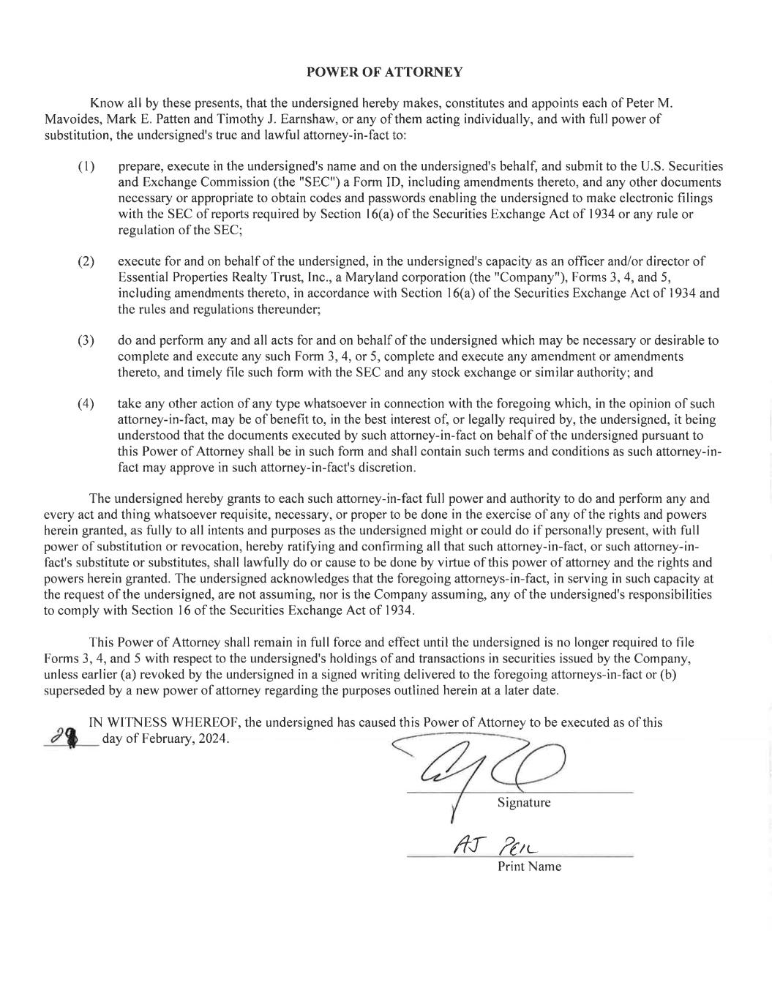 POWER OF ATTORNEY
Know all by these presents, that the undersigned hereby makes, constitutes and appoints each of Peter M.
Mavoides, Mark E. Patten and Timothy J. Earnshaw, or any of them acting individually, and with full power of
substitution, the undersigned's true and lawful attorney-in-fact to:
(1) prepare, execute in the undersigned's name and on the undersigned's behalf, and submit to the U.S. Securities
and Exchange Commission (the "SEC") a Form ID, including amendments thereto, and any other documents
necessary or appropriate to obtain codes and passwords enabling the undersigned to make electronic filings
with the SEC of reports required by Section 16(a) of the Securities Exchange Act of 1934 or any rule or
regulation of the SEC;
(2) execute for and on behalf of the undersigned, in the undersigned's capacity as an officer and/or director of
Essential Properties Realty Trust, Inc., a Maryland corporation (the "Company"), Forms 3, 4, and 5,
including amendments thereto, in accordance with Section 16(a) of the Securities Exchange Act of 1934 and
the rules and regulations thereunder;
(3) do and perform any and all acts for and on behalf of the undersigned which may be necessary or desirable to
complete and execute any such Form 3, 4, or 5, complete and execute any amendment or amendments
thereto, and timely file such form with the SEC and any stock exchange or similar authority; and
(4) take any other action of any type whatsoever in connection with the foregoing which, in the opinion of such
attorney-in-fact, may be of benefit to, in the best interest of, or legally required by, the undersigned, it being
understood that the documents executed by such attorney-in-fact on behalf of the undersigned pursuant to
this Power of Attorney shall be in such form and shall contain such terms and conditions as such attorney-in-
fact may approve in such attorney-in-fact's discretion.
The undersigned hereby grants to each such attorney-in-fact full power and authority to do and perform any and
every act and thing whatsoever requisite, necessary, or proper to be done in the exercise of any of the rights and powers
herein granted, as fully to all intents and purposes as the undersigned might or could do if personally present, with full
power of substitution or revocation, hereby ratifying and confirming all that such attorney-in-fact, or such attorney-in-
fact's substitute or substitutes, shall lawfully do or cause to be done by virtue of this power of attorney and the rights and
powers herein granted. The undersigned acknowledges that the foregoing attorneys-in-fact, in serving in such capacity at
the request of the undersigned, are not assuming, nor is the Company assuming, any of the undersigned's responsibilities
to comply with Section 16 of the Securities Exchange Act of 1934.
This Power of Attorney shall remain in full force and effect until the undersigned is no longer required to file
Forms 3, 4, and 5 with respect to the undersigned's holdings of and transactions in securities issued by the Company,
unless earlier (a) revoked by the undersigned in a signed writing delivered to the foregoing attorneys-in-fact or (b)
superseded by a new power of attorney regarding the purposes outlined herein at a later date.
IN WITNESS WHEREOF, the undersigned has caused this Power of Attorney to be executed as of this
day of February, 2024.
Signature
AJ Peil
Print Name